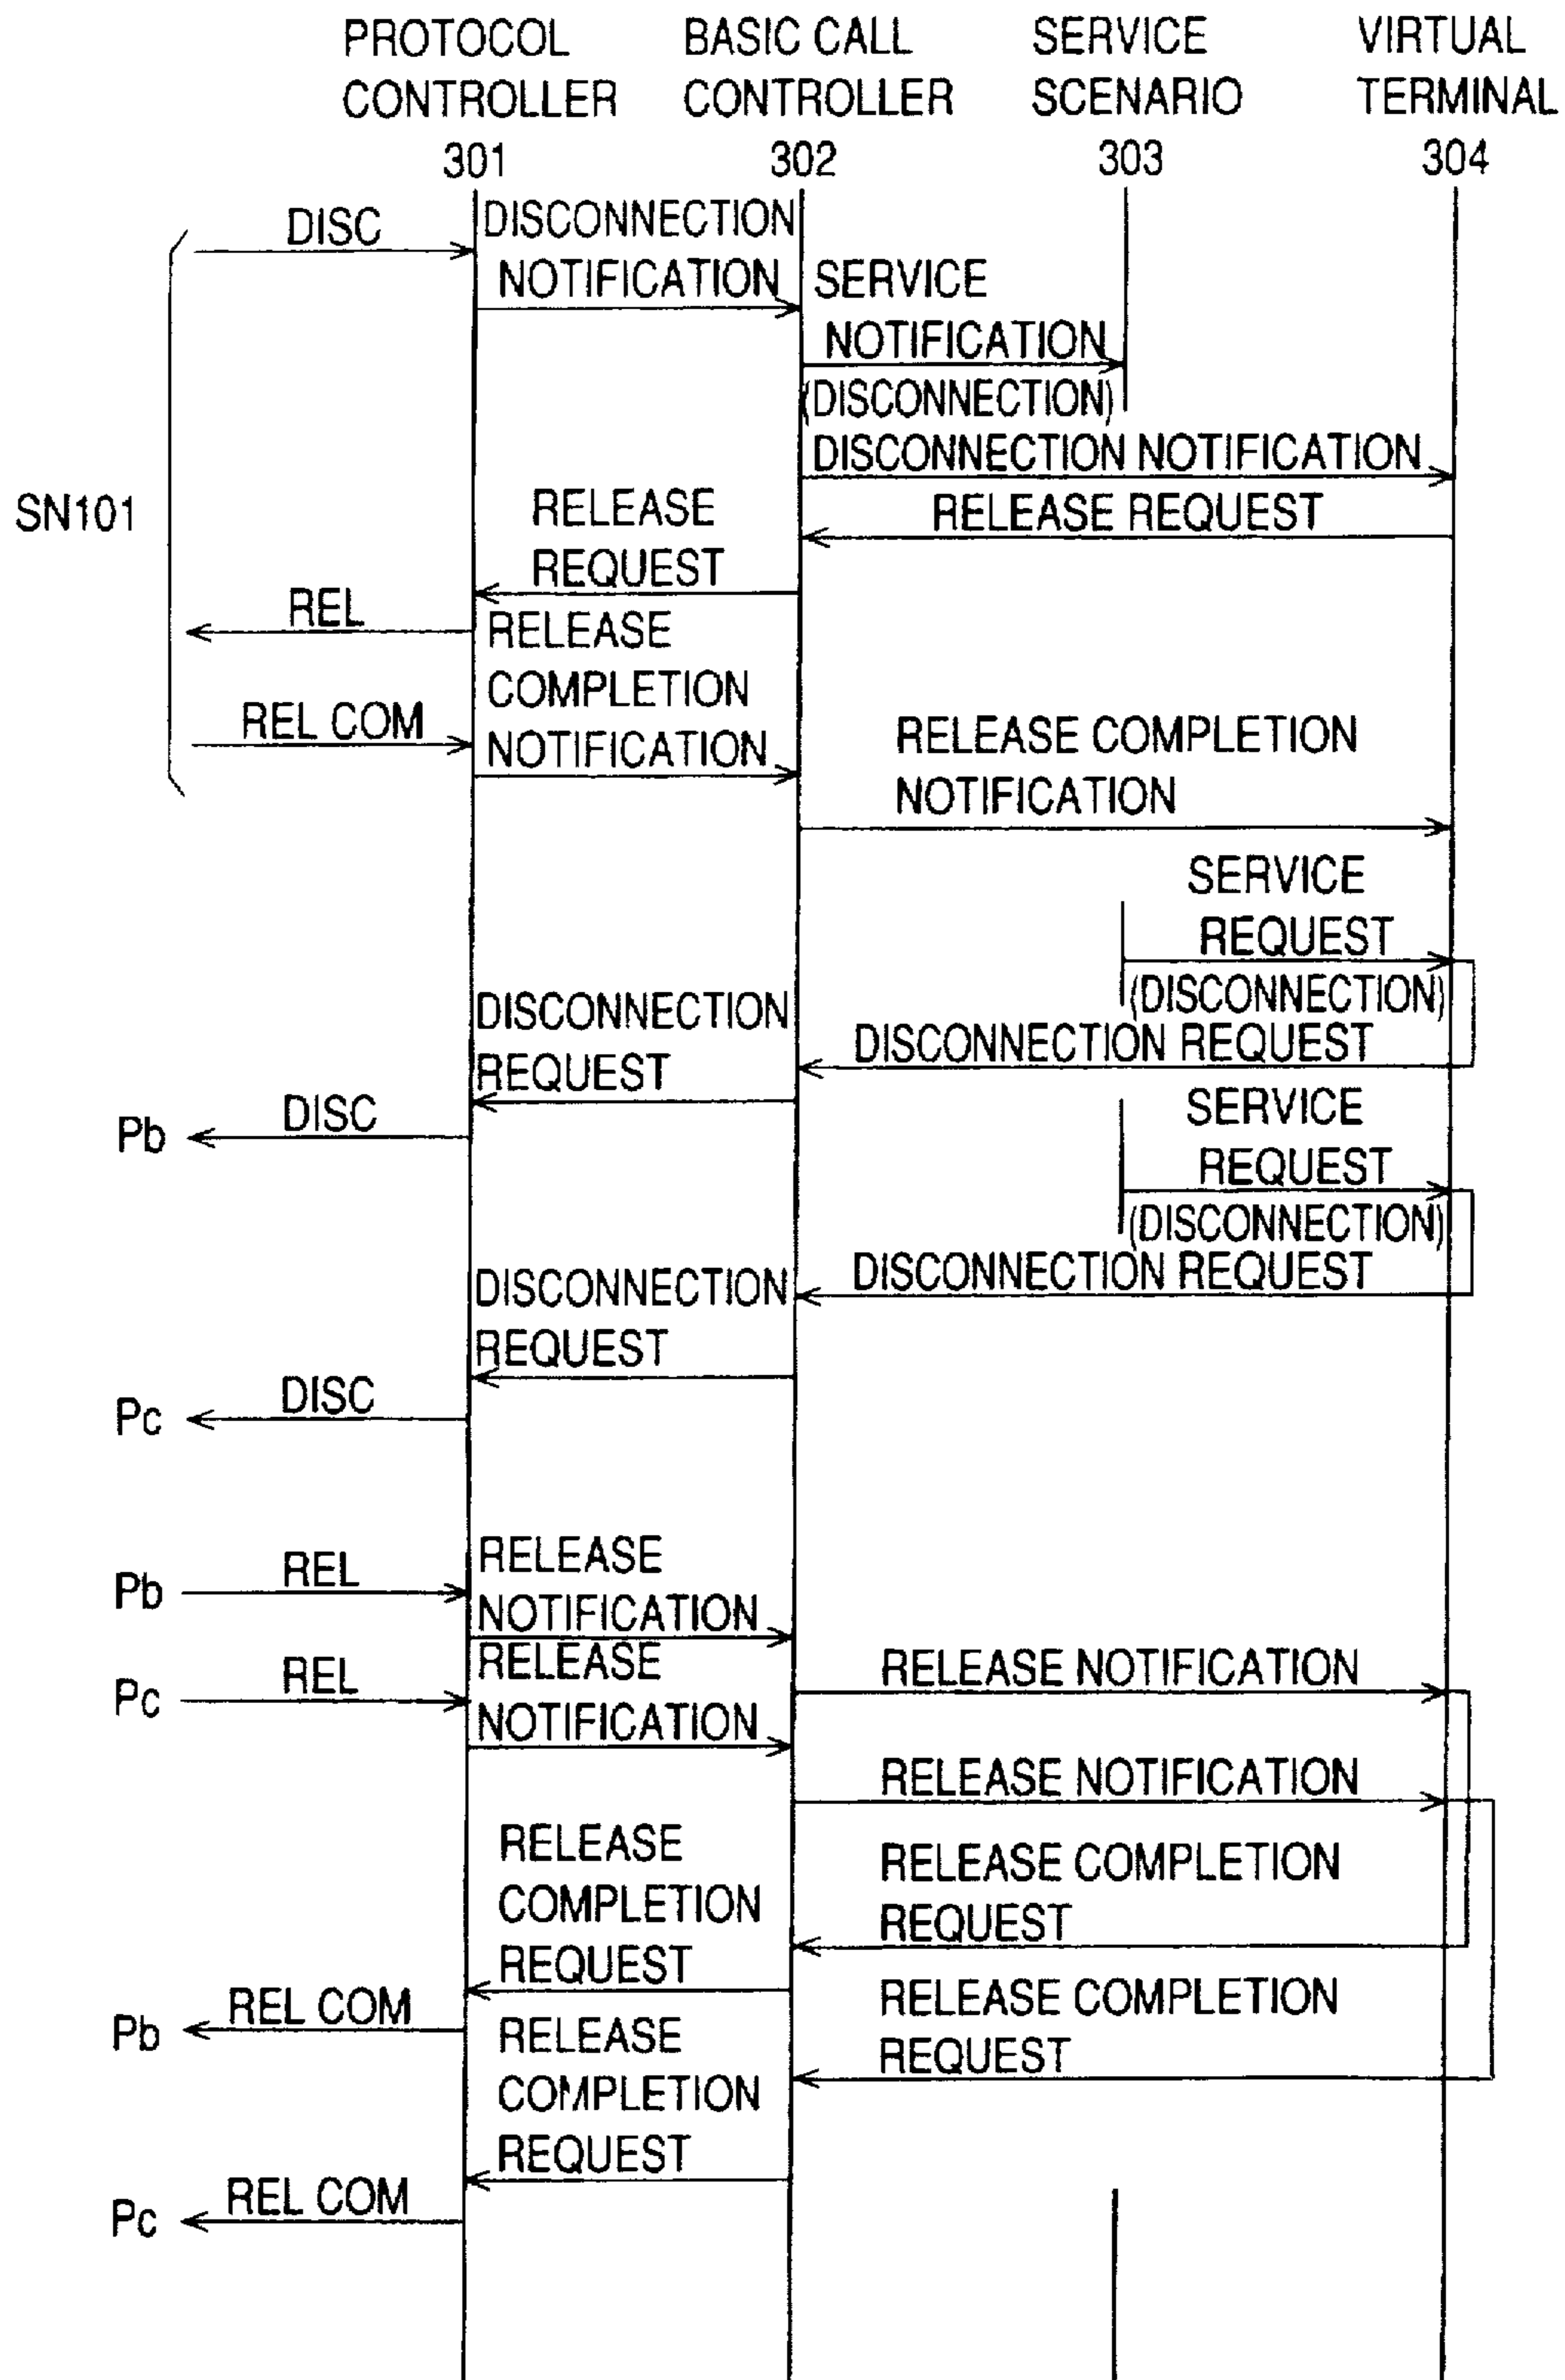 PROTOCOL CONTROLLER 301
BASIC CALL CONTROLLER 302
SERVICE SCENARIO 303
VIRTUAL TERMINAL 304
DISC
DISCONNECTION
NOTIFICATION
SERVICE
NOTIFICATION
(DISCONNECTION)
DISCONNECTION NOTIFICATION
SN101
RELEASE
REQUEST
RELEASE REQUEST
REL
RELEASE
COMPLETION
NOTIFICATION
REL COM
RELEASE COMPLETION
NOTIFICATION
SERVICE
REQUEST
(DISCONNECTION)
DISCONNECTION REQUEST
DISCONNECTION
REQUEST
Pb
DISC
SERVICE
REQUEST
(DISCONNECTION)
DISCONNECTION REQUEST
DISCONNECTION
REQUEST
Pc
DISC
Pb
REL
RELEASE
NOTIFICATION
Pc
REL
RELEASE
NOTIFICATION
RELEASE NOTIFICATION
RELEASE NOTIFICATION
RELEASE
COMPLETION
REQUEST
RELEASE COMPLETION
REQUEST
Pb
REL COM
RELEASE COMPLETION
REQUEST
RELEASE
COMPLETION
REQUEST
Pc
REL COM